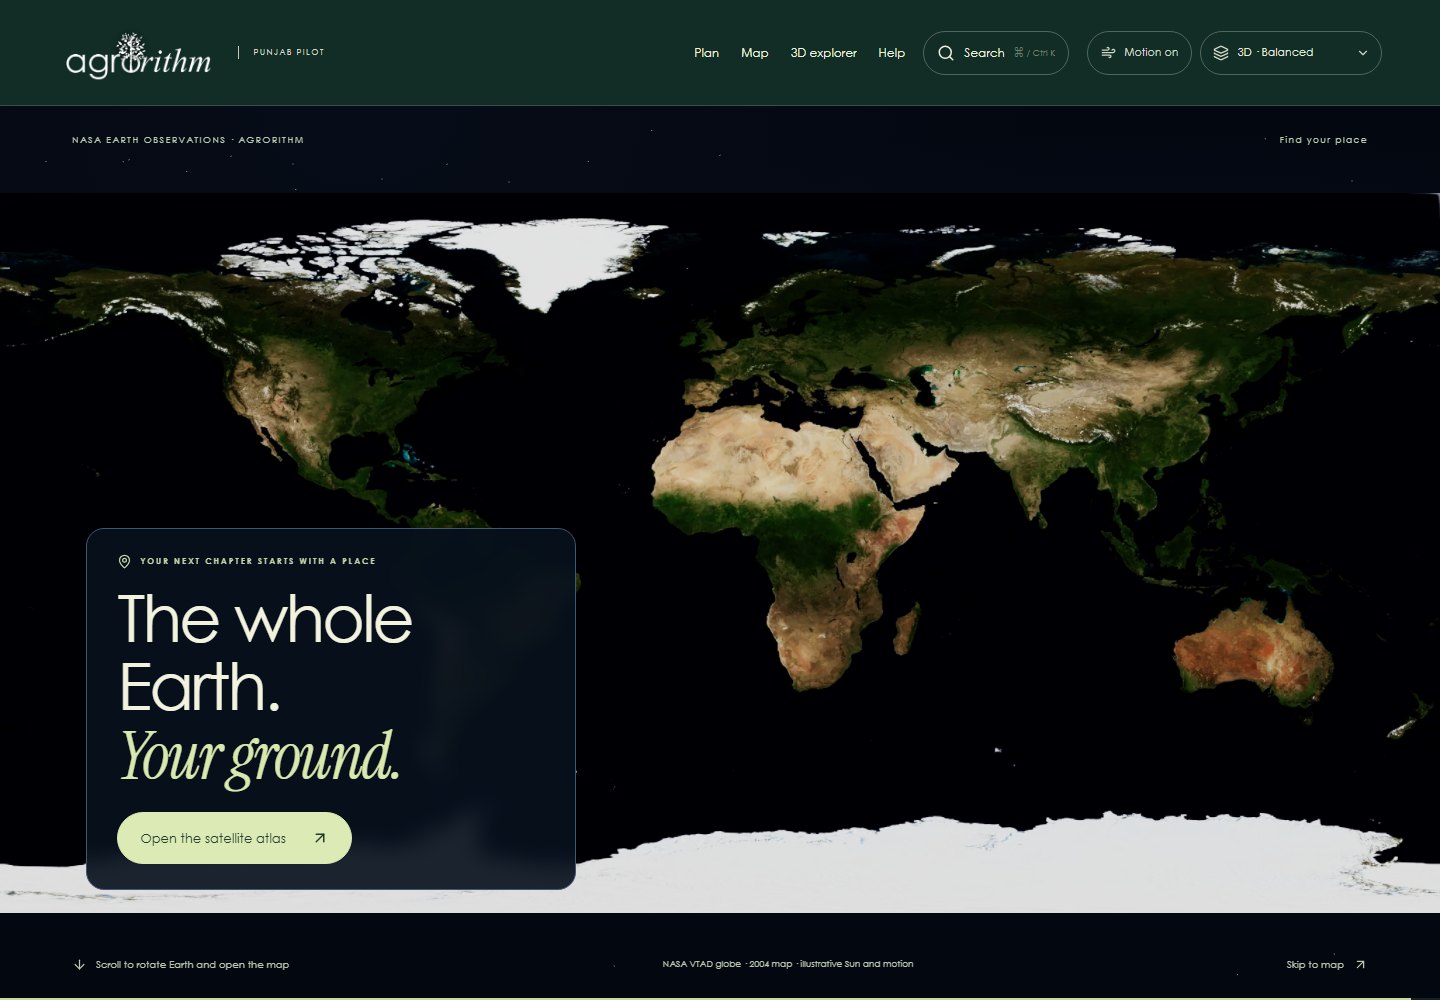 agrorithm
PUNJAB PILOT
Plan
Map
3D explorer
Help
Search ⌘ / Ctrl K
Motion on
3D · Balanced
NASA EARTH OBSERVATIONS · AGRORITHM
Find your place
YOUR NEXT CHAPTER STARTS WITH A PLACE
The whole
Earth.
Your ground.
Open the satellite atlas
Scroll to rotate Earth and open the map
NASA VTAD globe · 2004 map · illustrative Sun and motion
Skip to map